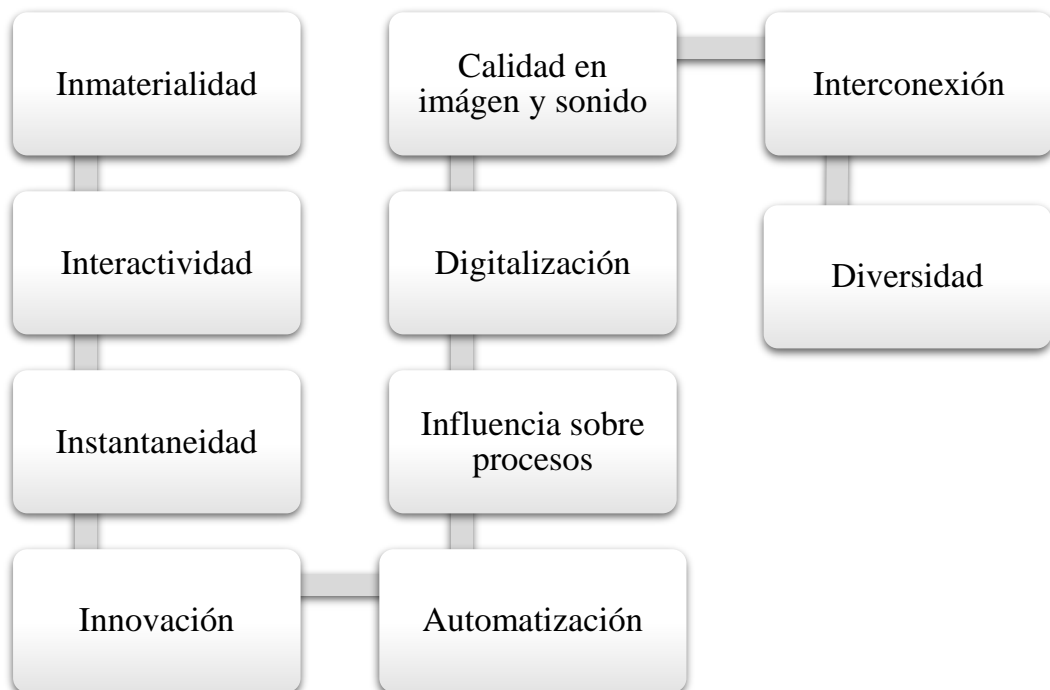 Inmaterialidad
Interactividad
Instantaneidad
Innovación
Automatización
Influencia sobre
procesos
Digitalización
Calidad en
imágen y sonido
Interconexión
Diversidad